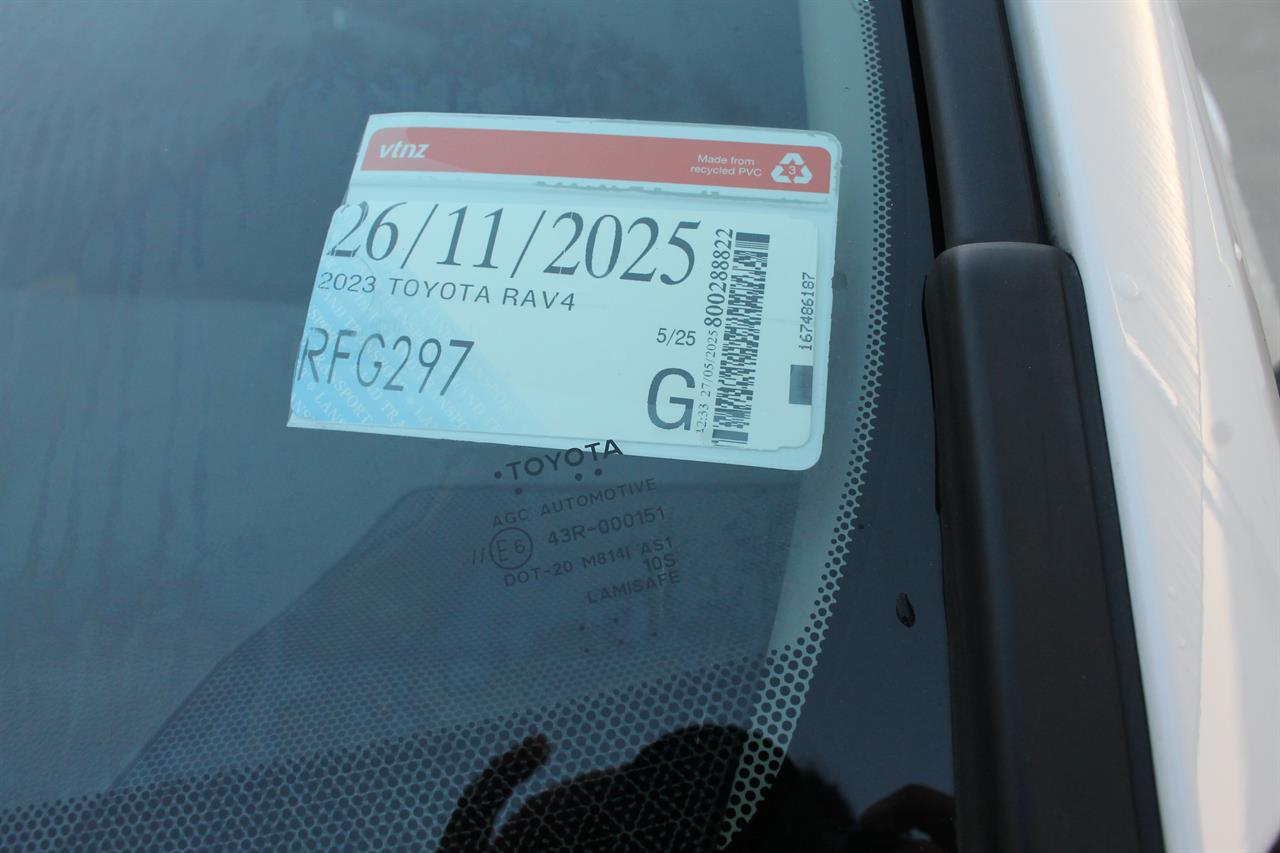 vtnz
Made from
recycled PVC
3
26/11/2025
2023 TOYOTA RAV4
RFG297
5/25
G
12:33 27/05/2025 800288822
167486187
TOYOTA
AGC AUTOMOTIVE
E6 43R-000151
DOT-20 M814I AS1
10S
LAMISAFE